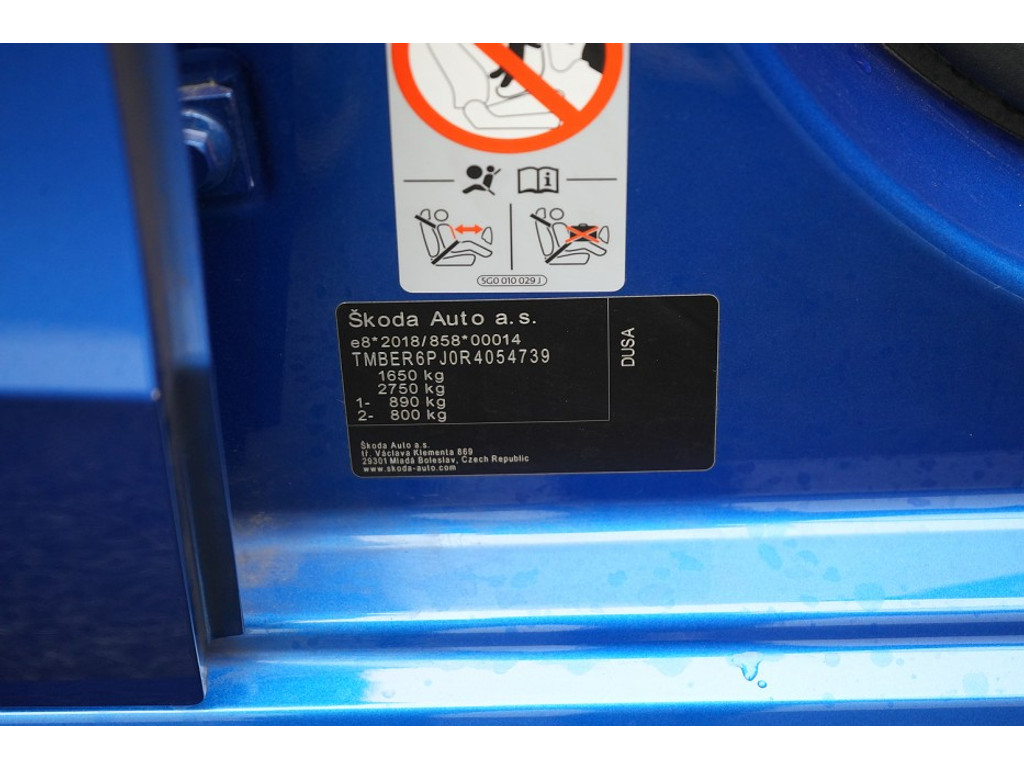 5G0 010 029 J
Škoda Auto a.s.
e8*2018/858*00014
TMBER6PJ0R4054739
1650 kg
2750 kg
1- 890 kg
2- 800 kg
DUSA
Škoda Auto a.s.
tř. Václava Klementa 869
29301 Mladá Boleslav, Czech Republic
www.skoda-auto.com